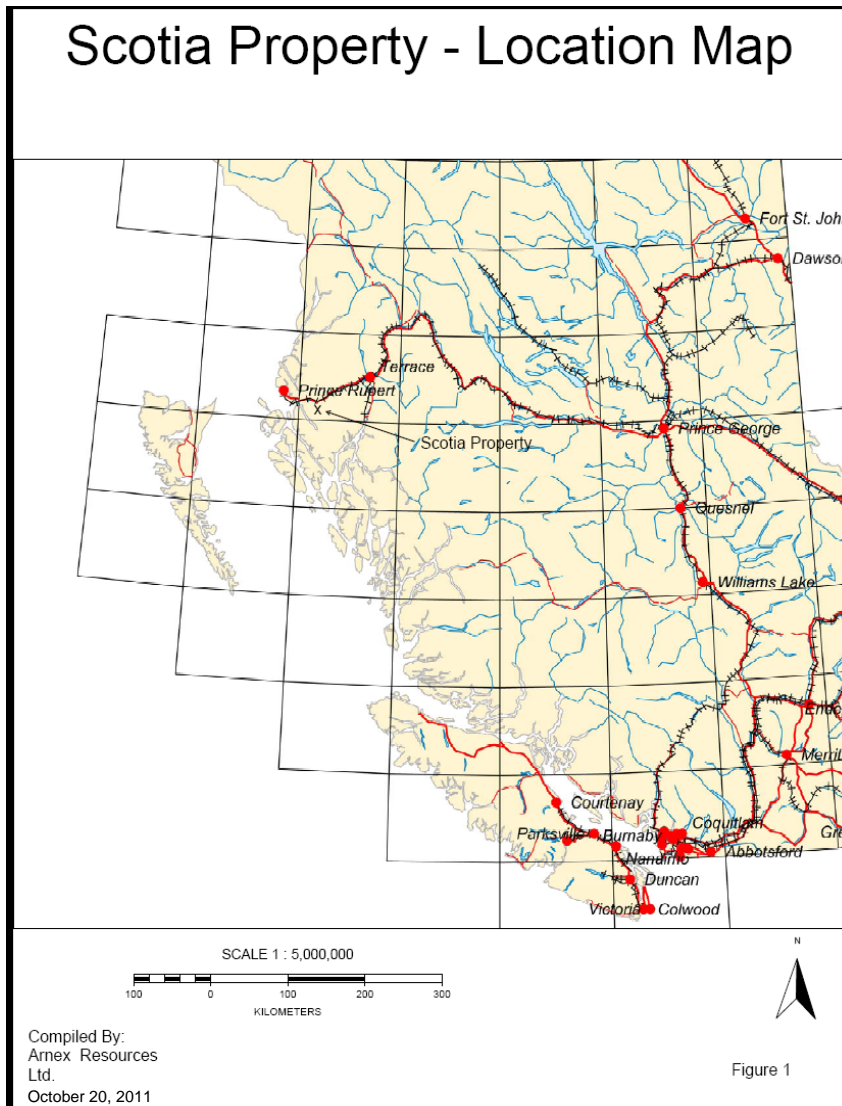 Scotia Property - Location Map
Fort St. John
Dawson
Terrace
Prince Rupert
X
Scotia Property
Prince George
Quesnel
Williams Lake
Merri
Courtenay
Coquitlam
Parksville
Burnaby
Abbotsford
Nanaimo
Duncan
Victoria
Colwood
SCALE 1 : 5,000,000
100 0 100 200 300
KILOMETERS
N
Compiled By:
Arnex Resources
Ltd.
October 20, 2011
Figure 1